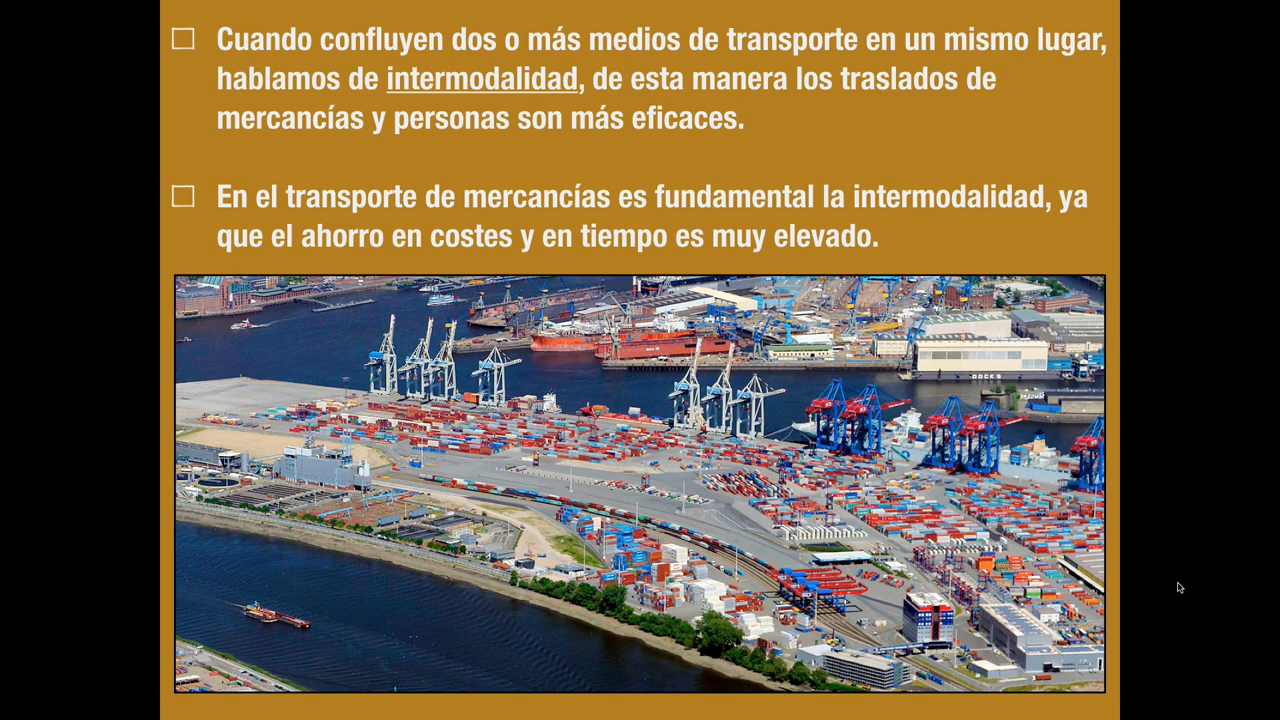 Cuando confluyen dos o más medios de transporte en un mismo lugar,
hablamos de intermodalidad, de esta manera los traslados de
mercancías y personas son más eficaces.
En el transporte de mercancías es fundamental la intermodalidad, ya
que el ahorro en costes y en tiempo es muy elevado.